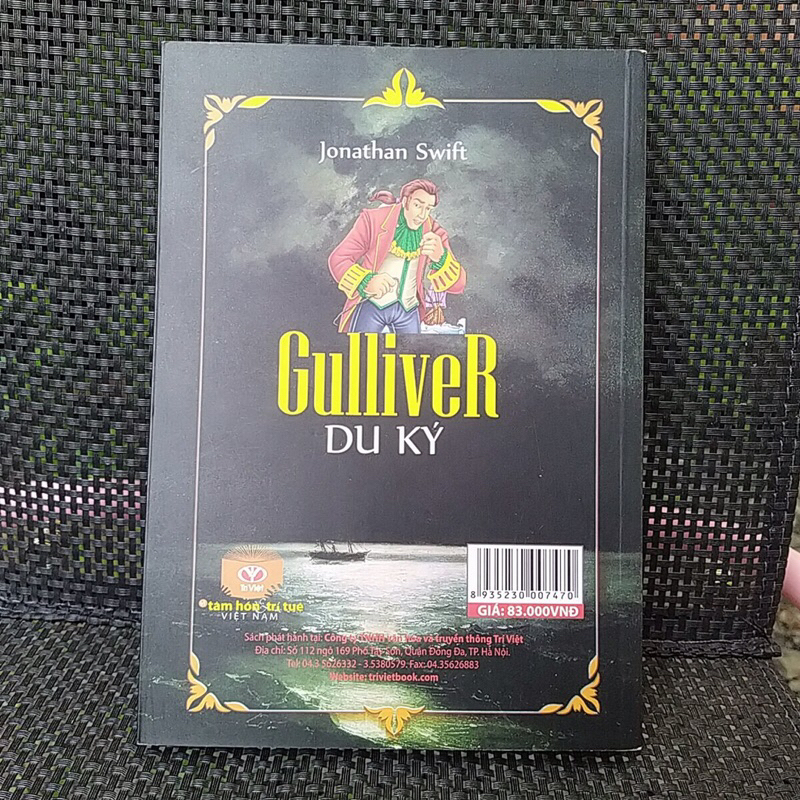 Jonathan Swift
GulliveR
DU KÝ
Trí Việt
tâm hồn trí tuệ
VIỆT NAM
8 935230 007470
GIÁ: 83.000VNĐ
Sách phát hành tại: Công ty TNHH Văn hóa và truyền thông Trí Việt
Địa chỉ: Số 112 ngõ 169 Phố Tây Sơn, Quận Đống Đa, TP. Hà Nội.
Tel: 04.3 5626332 - 3.5380579. Fax: 04.35626883
Website: trivietbook.com